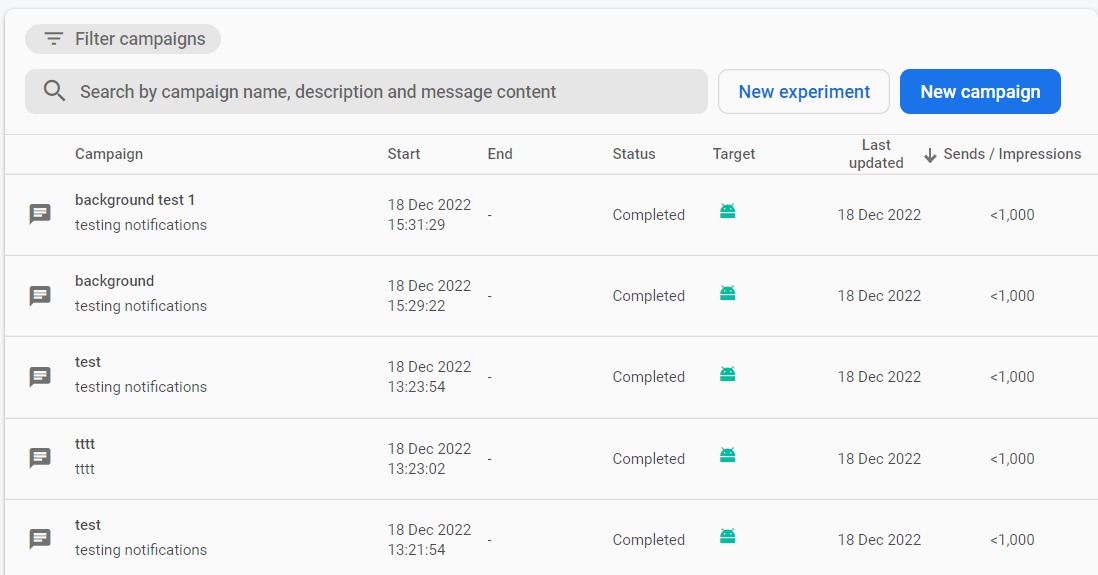 Filter campaigns
Search by campaign name, description and message content
New experiment
New campaign
Campaign Start End Status Target Last updated Sends / Impressions
background test 1
testing notifications
18 Dec 2022
15:31:29
-
Completed
18 Dec 2022
<1,000
background
testing notifications
18 Dec 2022
15:29:22
-
Completed
18 Dec 2022
<1,000
test
testing notifications
18 Dec 2022
13:23:54
-
Completed
18 Dec 2022
<1,000
tttt
tttt
18 Dec 2022
13:23:02
-
Completed
18 Dec 2022
<1,000
test
testing notifications
18 Dec 2022
13:21:54
-
Completed
18 Dec 2022
<1,000